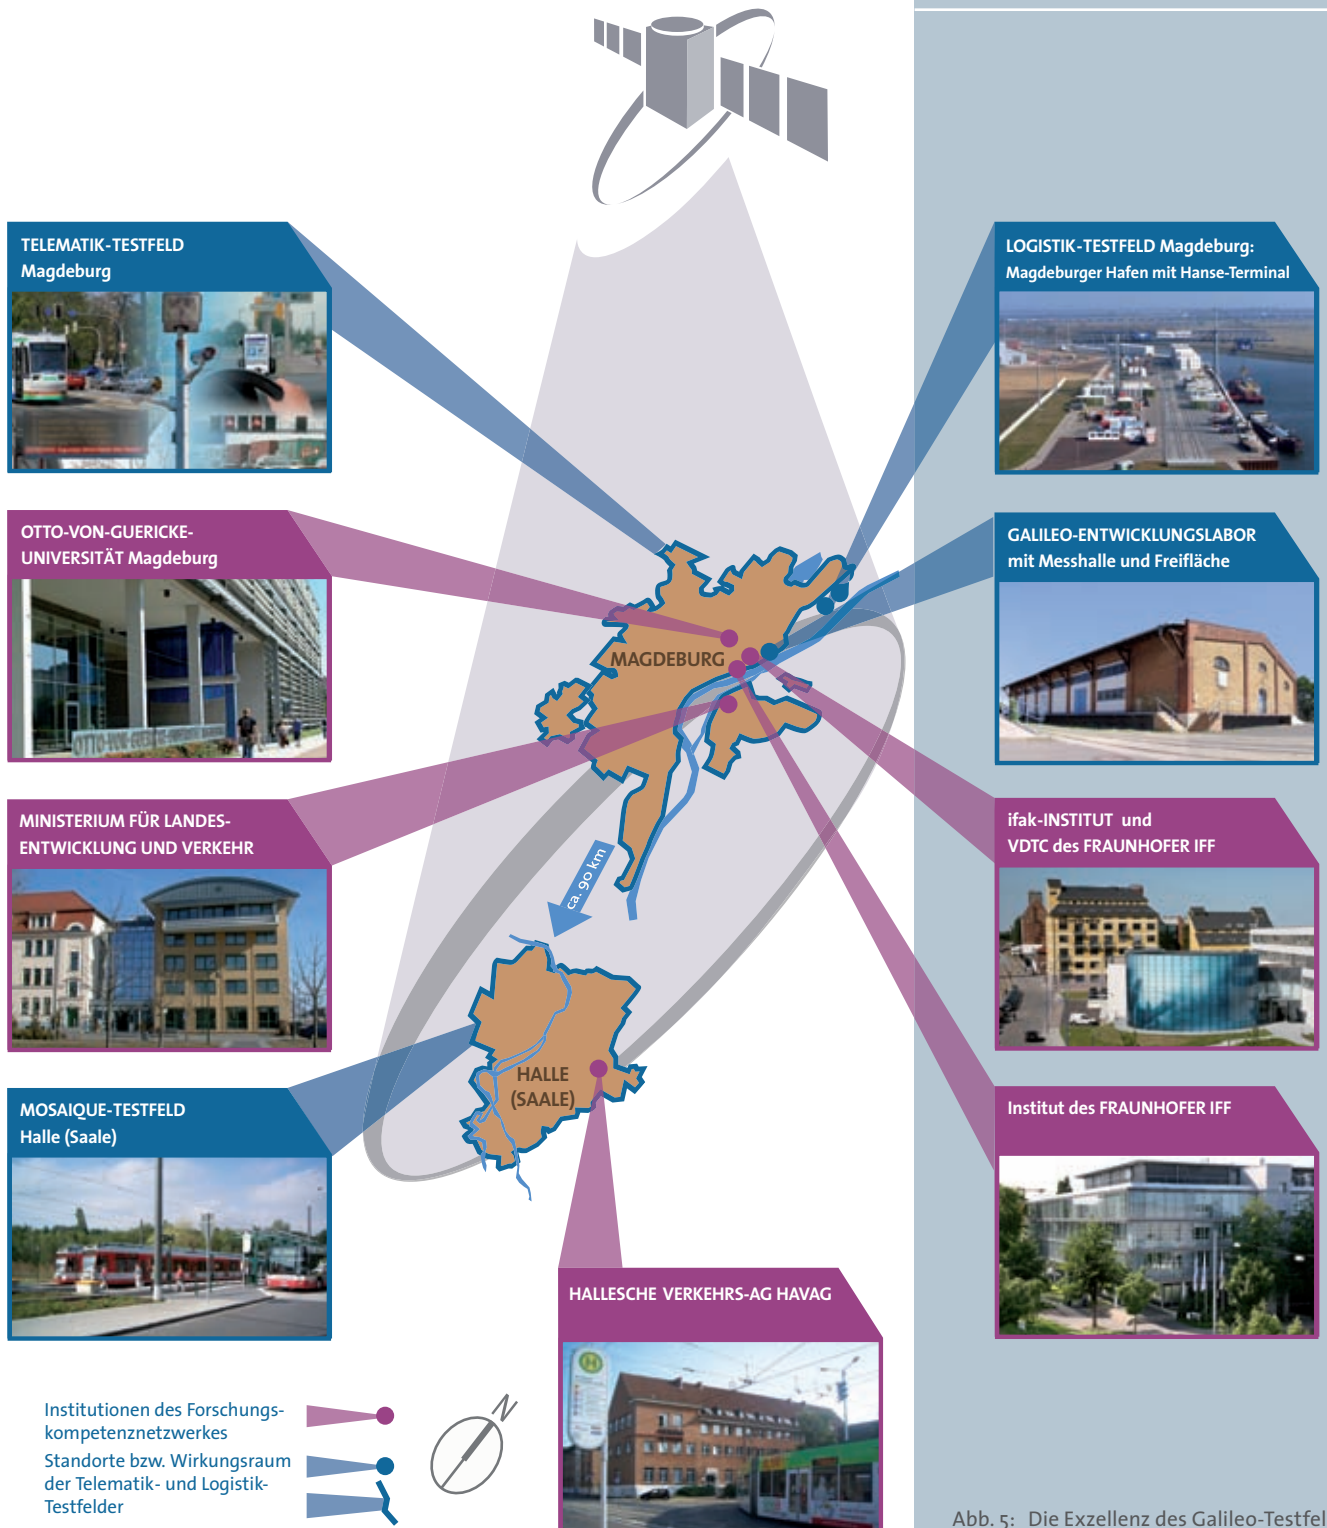 TELEMATIK-TESTFELD
Magdeburg
LOGISTIK-TESTFELD Magdeburg:
Magdeburger Hafen mit Hanse-Terminal
OTTO-VON-GUERICKE-
UNIVERSITÄT Magdeburg
GALILEO-ENTWICKLUNGSLABOR
mit Messhalle und Freifläche
MAGDEBURG
MINISTERIUM FÜR LANDES-
ENTWICKLUNG UND VERKEHR
ifak-INSTITUT und
VDTC des FRAUNHOFER IFF
ca. 90 km
HALLE
(SAALE)
MOSAIQUE-TESTFELD
Halle (Saale)
Institut des FRAUNHOFER IFF
HALLESCHE VERKEHRS-AG HAVAG
H
Institutionen des Forschungs-
kompetenznetzwerkes
Standorte bzw. Wirkungsraum
der Telematik- und Logistik-
Testfelder
N
Abb. 5: Die Exzellenz des Galileo-Testfel